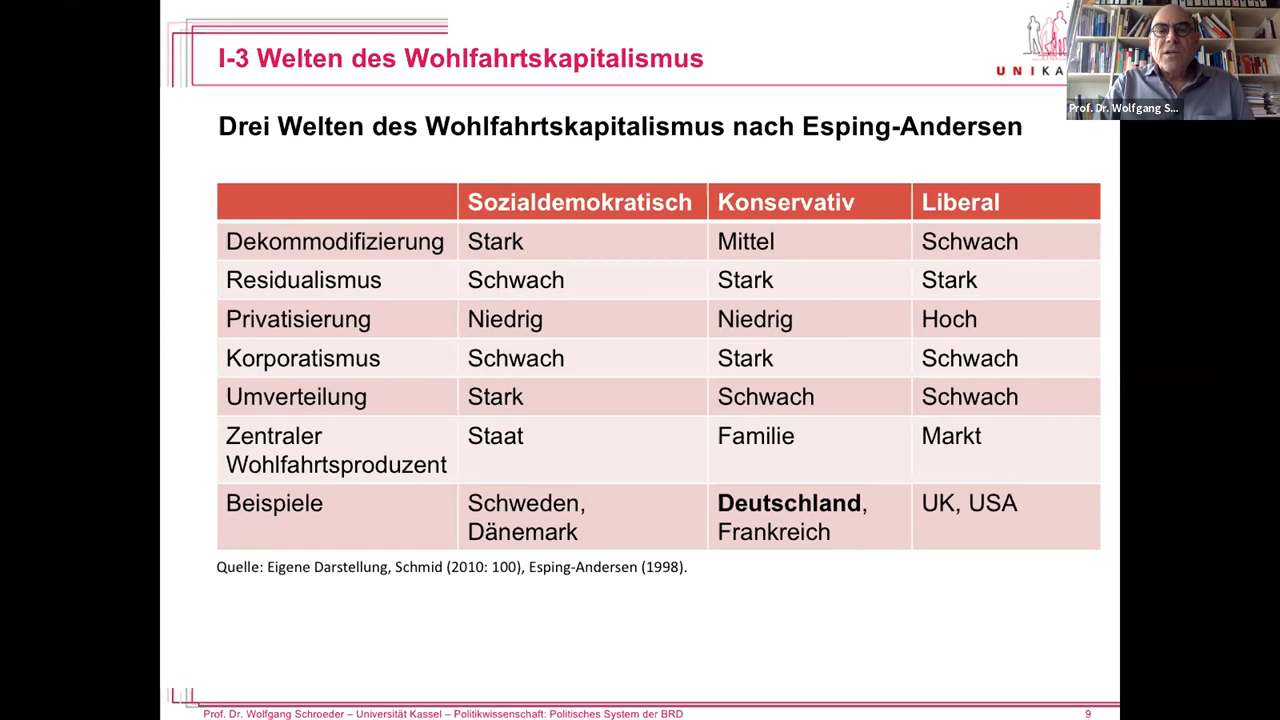 I-3 Welten des Wohlfahrtskapitalismus
UNIKA
Prof. Dr. Wolfgang S...
Drei Welten des Wohlfahrtskapitalismus nach Esping-Andersen
Sozialdemokratisch Konservativ Liberal
Dekommodifizierung Stark Mittel Schwach
Residualismus Schwach Stark Stark
Privatisierung Niedrig Niedrig Hoch
Korporatismus Schwach Stark Schwach
Umverteilung Stark Schwach Schwach
Zentraler Staat Familie Markt
Wohlfahrtsproduzent
Beispiele Schweden, Deutschland, UK, USA
Dänemark Frankreich
Quelle: Eigene Darstellung, Schmid (2010: 100), Esping-Andersen (1998).
Prof. Dr. Wolfgang Schroeder – Universität Kassel – Politikwissenschaft: Politisches System der BRD 9